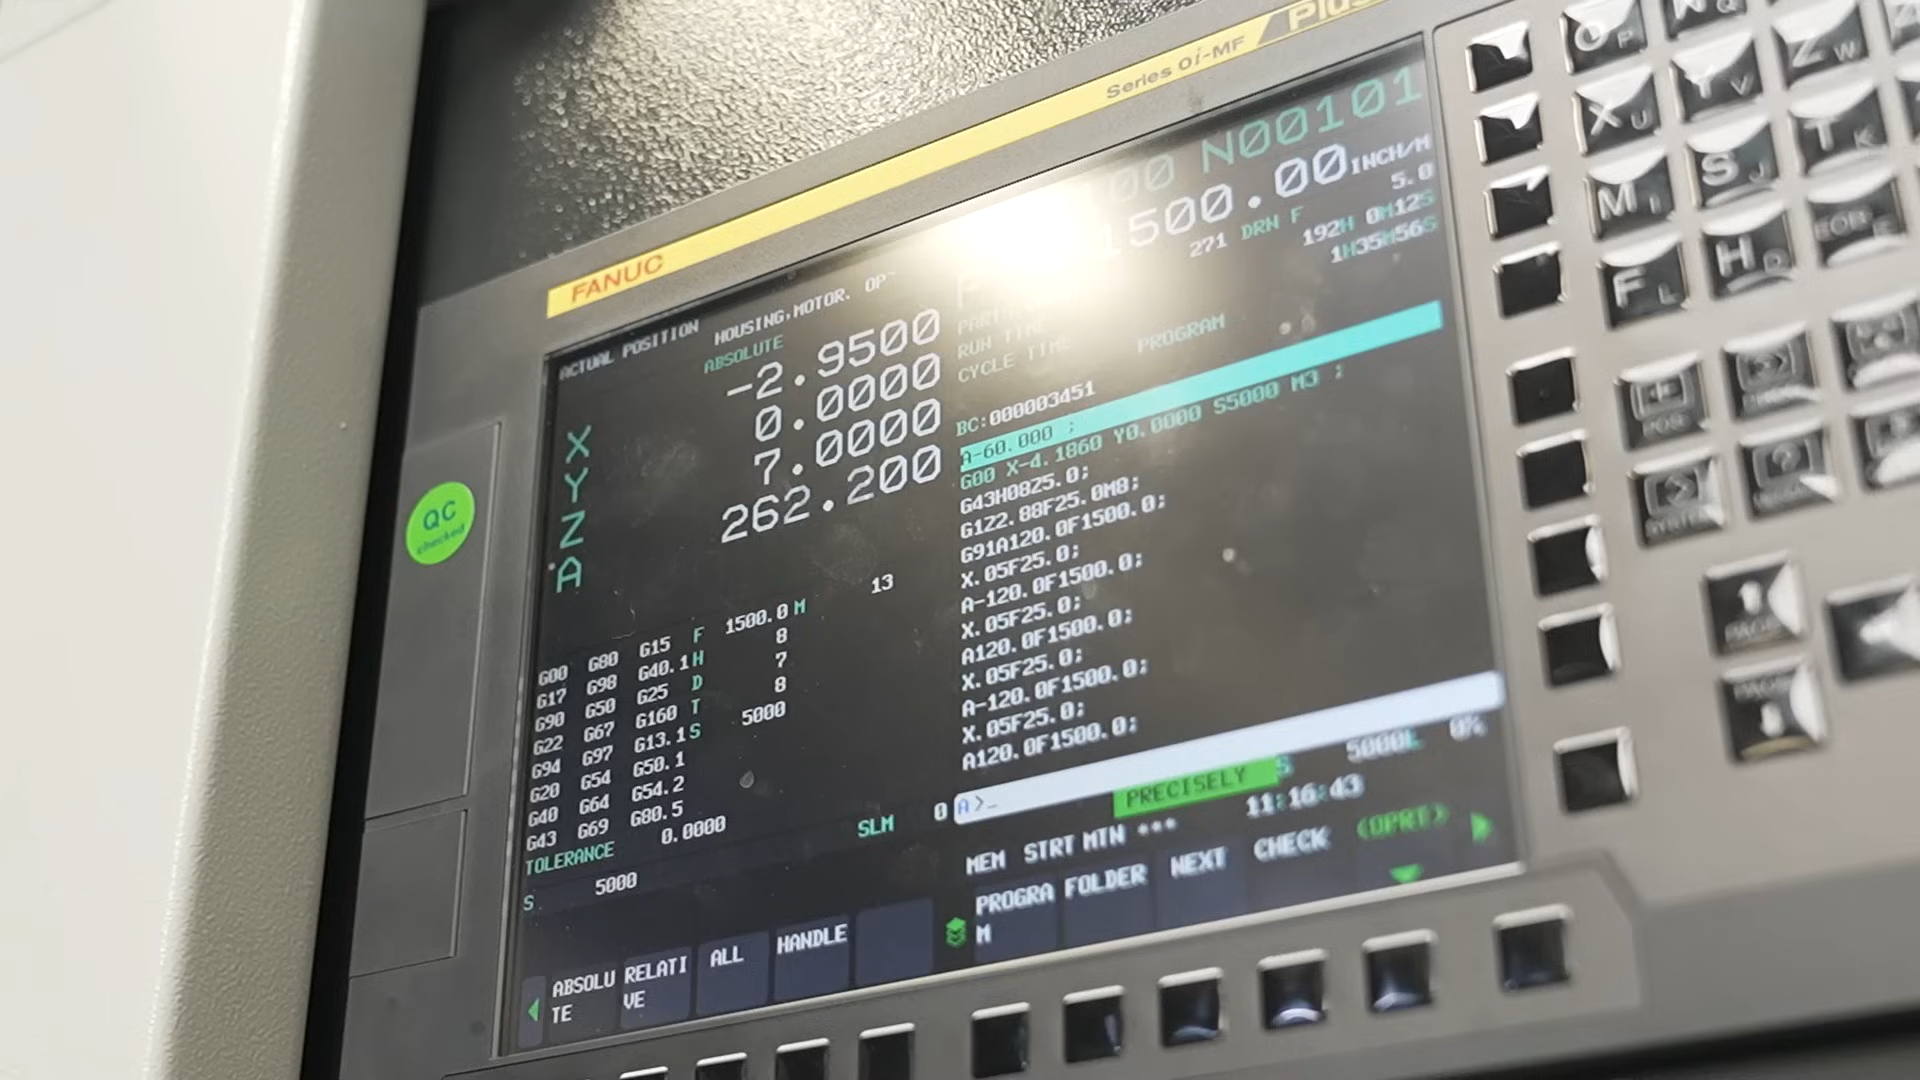 Series 0i-MF Plus
FANUC
ACTUAL POSITION HOUSING,MOTOR. OP
N00101
ABSOLUTE
X -2.9500
Y 0.0000
Z 7.0000
A 262.200
1500.00 INCH/M
5.0
271 DRN F
RUN TIME 192H 0M12S
CYCLE TIME 1H35M56S
PROGRAM
BC:000003451
A-60.000 ;
G00 X-4.1860 Y0.0000 S5000 M3 ;
G43H08Z5.0;
G1Z2.88F25.0M8;
G91A120.0F1500.0;
X.05F25.0;
A-120.0F1500.0;
X.05F25.0;
A120.0F1500.0;
X.05F25.0;
A-120.0F1500.0;
X.05F25.0;
A120.0F1500.0;
G00 G80 G15 F 1500.0 M 13
G17 G98 G40.1 H 8
G90 G50 G25 D 7
G22 G67 G160 T 8
G94 G97 G13.1 S 5000
G20 G54 G50.1
G40 G64 G54.2
G43 G69 G80.5
TOLERANCE 0.0000
S 5000
SLM 0
A>_
PRECISELY
S 5000L 0%
MEM STRT MTN *** 11:16:43
ABSOLUTE
RELATIVE
ALL
HANDLE
PROGRAM
FOLDER
NEXT
CHECK
(OPRT)
QC
checked
O P
X U
Y V
Z W
M I
S J
T K
F L
H D
EOB E
POS
SYSTEM
PAGE
PAGE